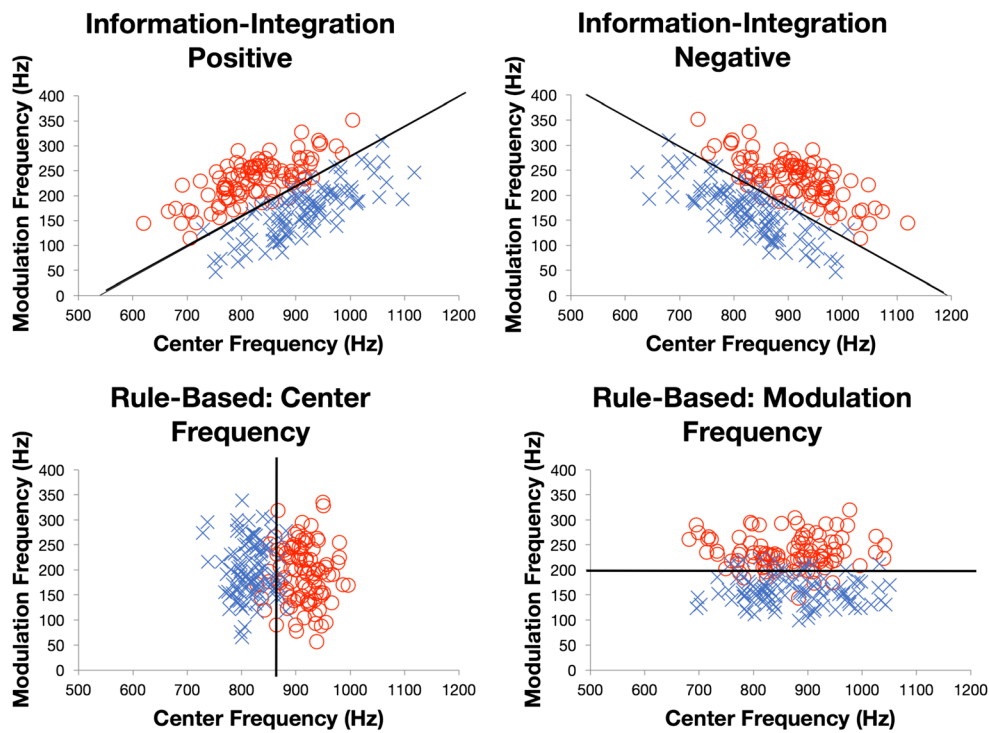 Information-Integration
Positive
Modulation Frequency (Hz)
400
350
300
250
200
150
100
50
0
500 600 700 800 900 1000 1100 1200
Center Frequency (Hz)
Information-Integration
Negative
Modulation Frequency (Hz)
400
350
300
250
200
150
100
50
0
500 600 700 800 900 1000 1100 1200
Center Frequency (Hz)
Rule-Based: Center
Frequency
Modulation Frequency (Hz)
400
350
300
250
200
150
100
50
0
500 600 700 800 900 1000 1100 1200
Center Frequency (Hz)
Rule-Based: Modulation
Frequency
Modulation Frequency (Hz)
400
350
300
250
200
150
100
50
0
500 600 700 800 900 1000 1100 1200
Center Frequency (Hz)